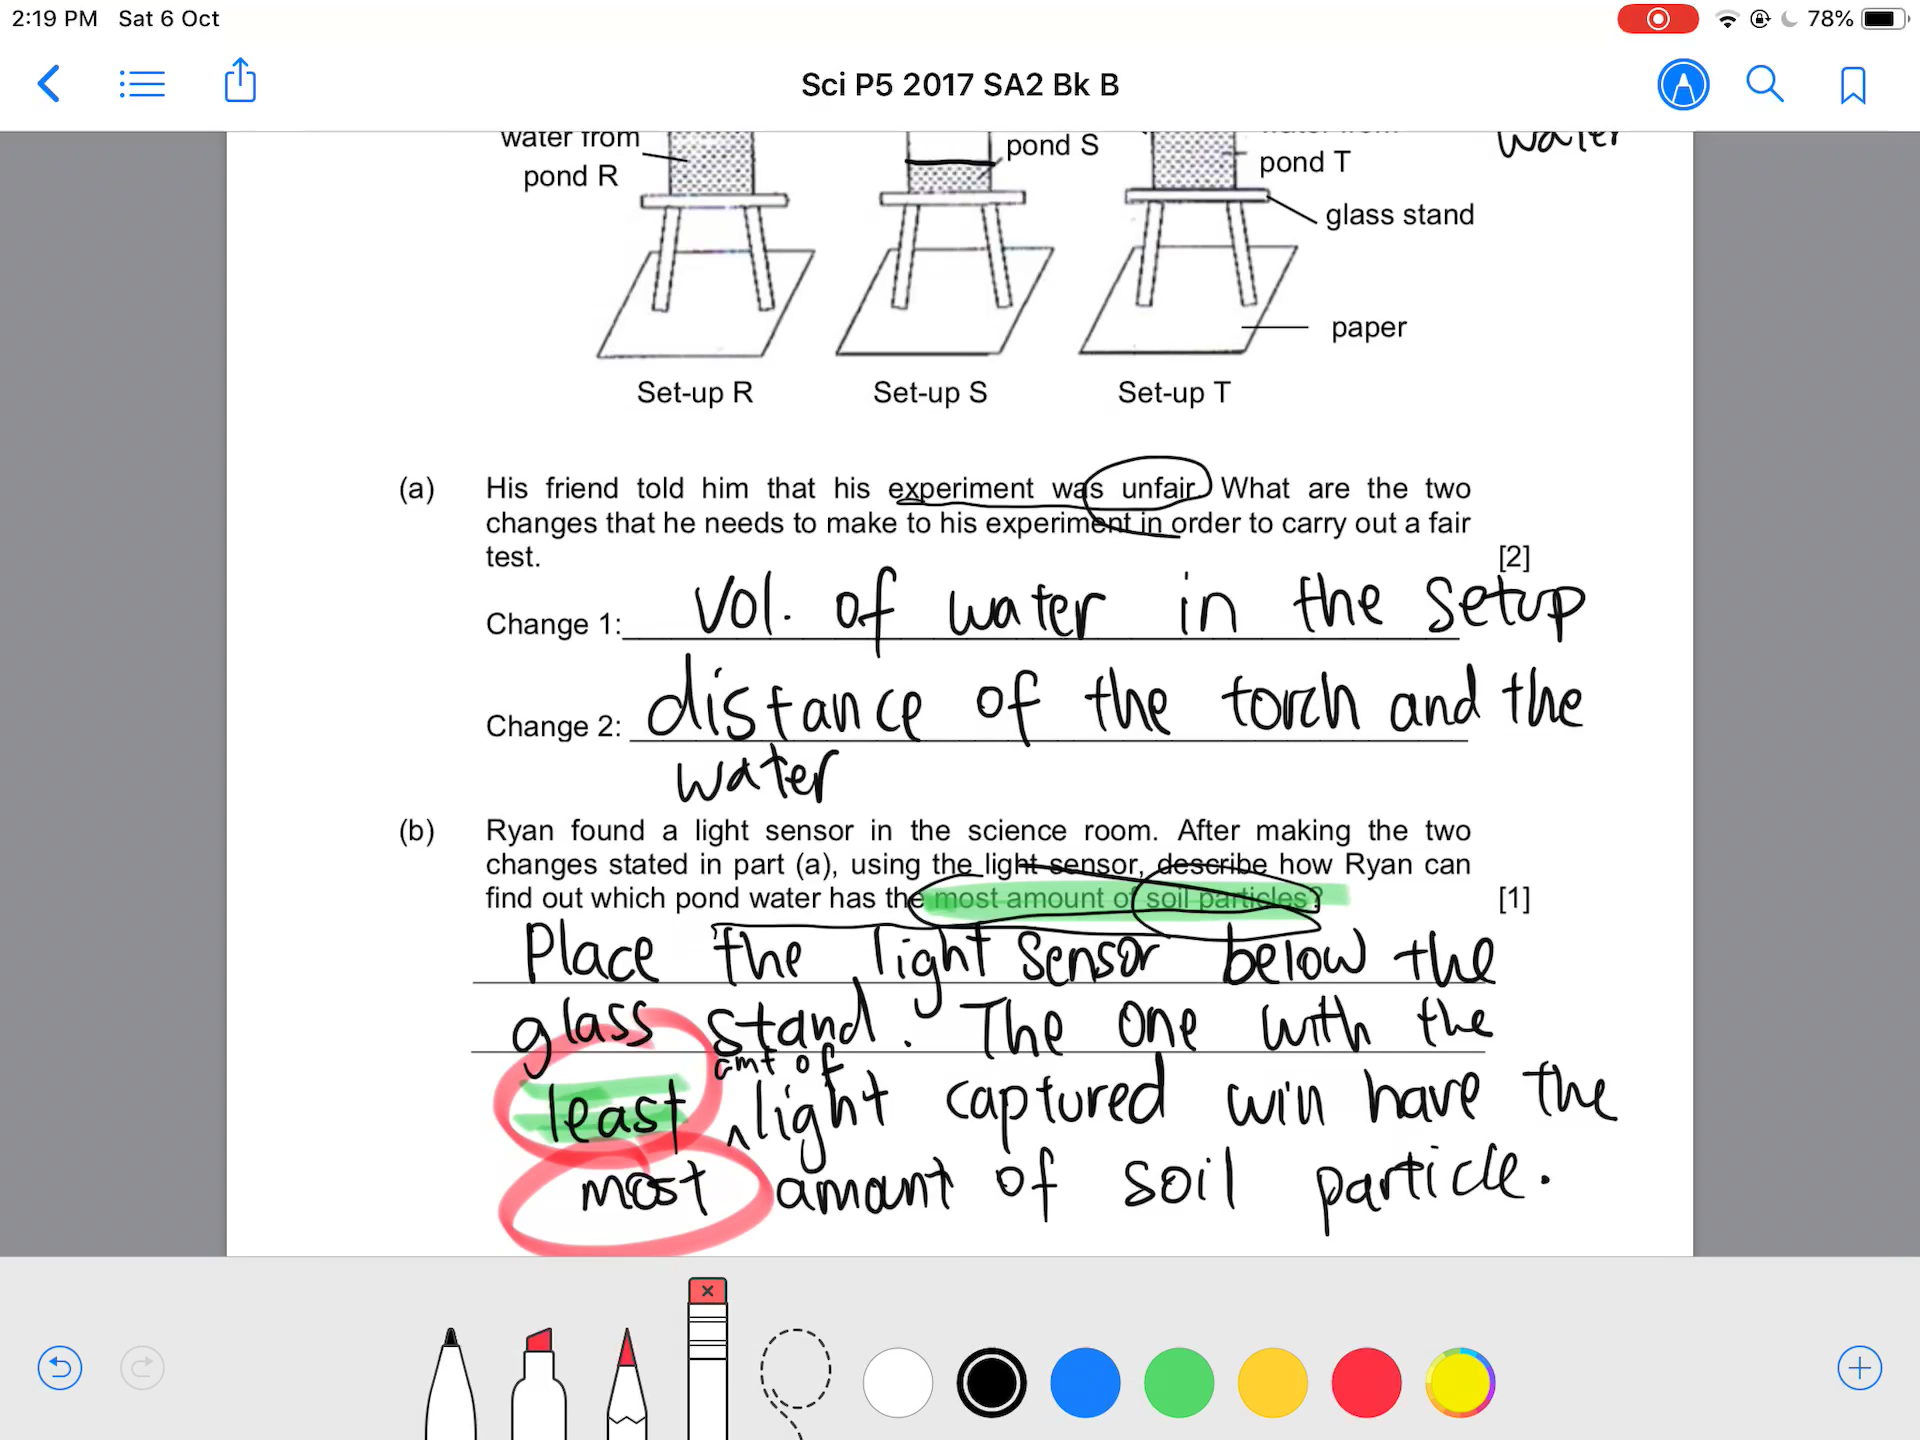 2:19 PM Sat 6 Oct 78%
Sci P5 2017 SA2 Bk B
water from
pond R
pond S
water from
pond T
water
glass stand
paper
Set-up R Set-up S Set-up T
(a) His friend told him that his experiment was unfair. What are the two
changes that he needs to make to his experiment in order to carry out a fair
test. [2]
Change 1: Vol. of water in the setup
Change 2: distance of the torch and the
water
(b) Ryan found a light sensor in the science room. After making the two
changes stated in part (a), using the light sensor, describe how Ryan can
find out which pond water has the most amount of soil particles? [1]
Place the light sensor below the
glass stand. The one with the
amt of
least light captured will have the
most amount of soil particle.